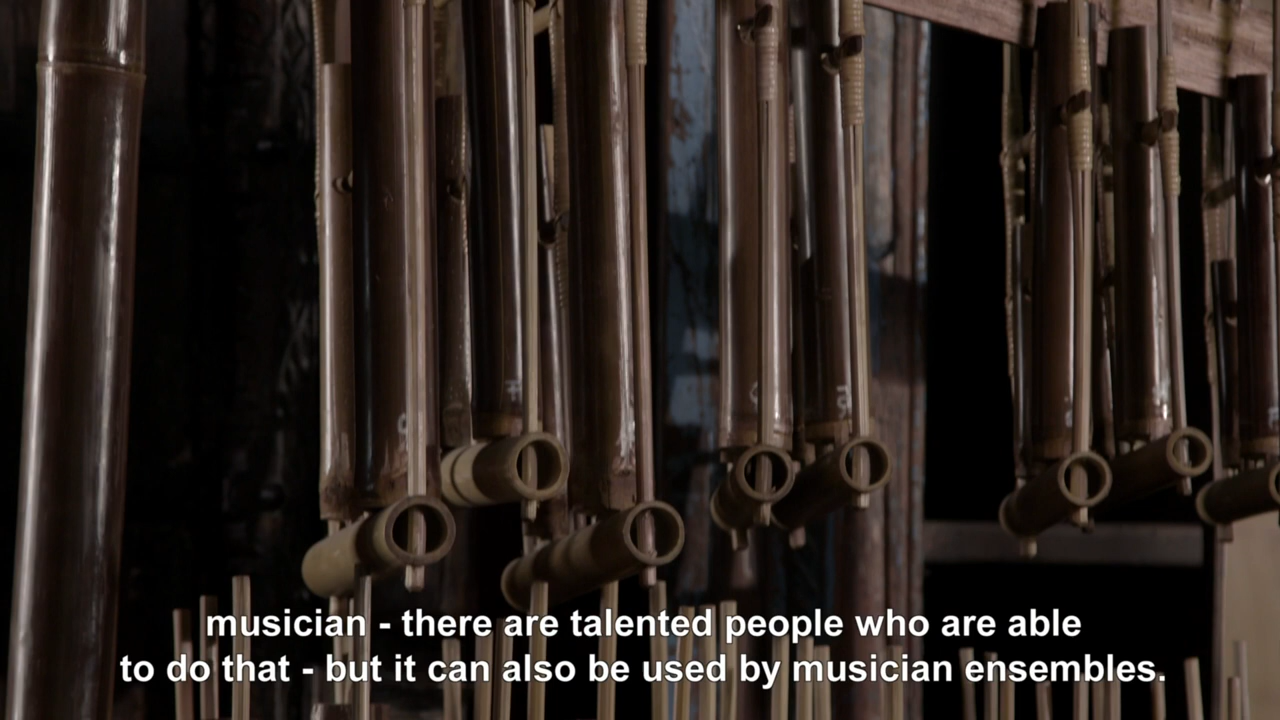 musician - there are talented people who are able
to do that - but it can also be used by musician ensembles.